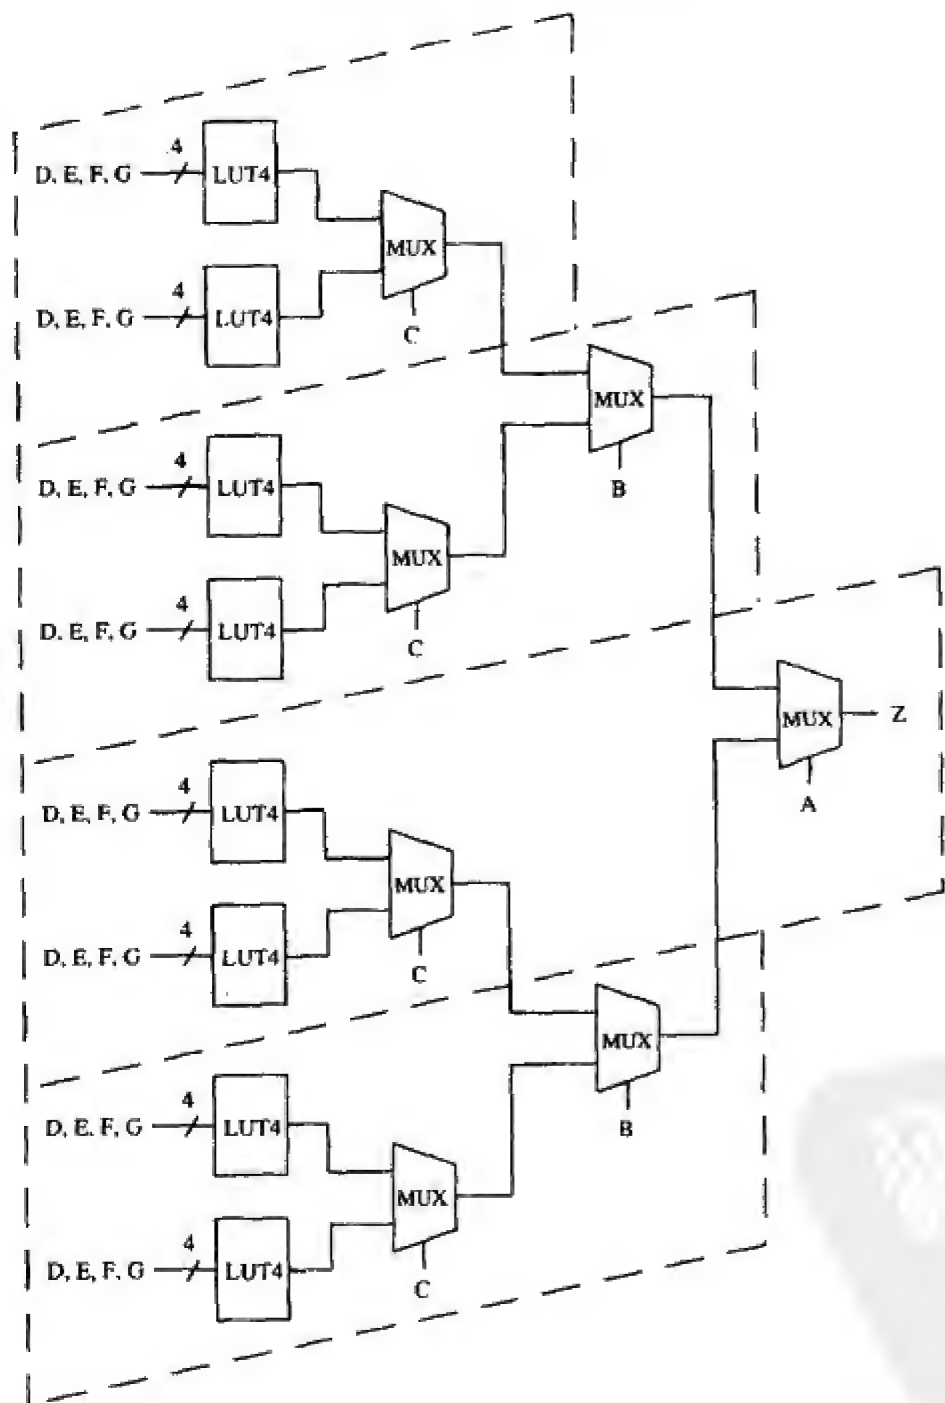 4
D, E, F, G
LUT4
MUX
4
D, E, F, G
LUT4
C
MUX
B
4
D, E, F, G
LUT4
MUX
4
D, E, F, G
LUT4
C
MUX
Z
A
4
D, E, F, G
LUT4
MUX
4
D, E, F, G
LUT4
C
MUX
B
4
D, E, F, G
LUT4
MUX
4
D, E, F, G
LUT4
C